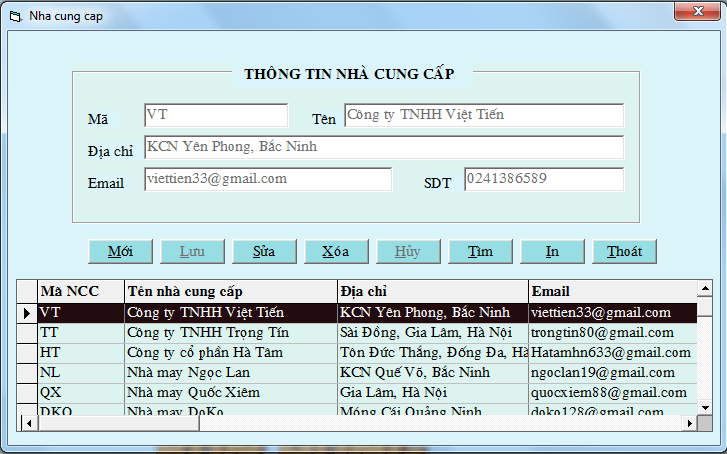 Nha cung cap
THÔNG TIN NHÀ CUNG CẤP
Mã VT Tên Công ty TNHH Việt Tiến
Địa chỉ KCN Yên Phong, Bắc Ninh
Email viettien33@gmail.com SDT 0241386589
Mới Lưu Sửa Xóa Hủy Tìm In Thoát
Mã NCC Tên nhà cung cấp Địa chỉ Email
VT Công ty TNHH Việt Tiến KCN Yên Phong, Bắc Ninh viettien33@gmail.com
TT Công ty TNHH Trọng Tín Sài Đồng, Gia Lâm, Hà Nội trongtin80@gmail.com
HT Công ty cổ phần Hà Tâm Tôn Đức Thắng, Đống Đa, Hà Hatamhn633@gmail.com
NL Nhà may Ngọc Lan KCN Quế Võ, Bắc Ninh ngoclan19@gmail.com
QX Nhà may Quốc Xiêm Gia Lâm, Hà Nội quocxiem88@gmail.com
DKO Nhà may DoKo Móng Cái Quảng Ninh doko128@gmail.com